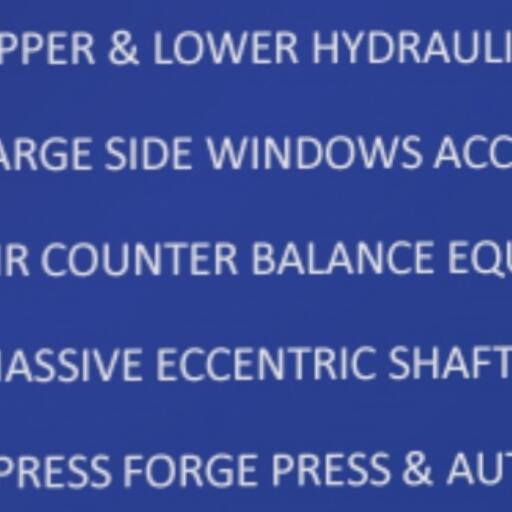 PPER & LOWER HYDRAULI
ARGE SIDE WINDOWS ACC
IR COUNTER BALANCE EQU
MASSIVE ECCENTRIC SHAFT
PRESS FORGE PRESS & AUT